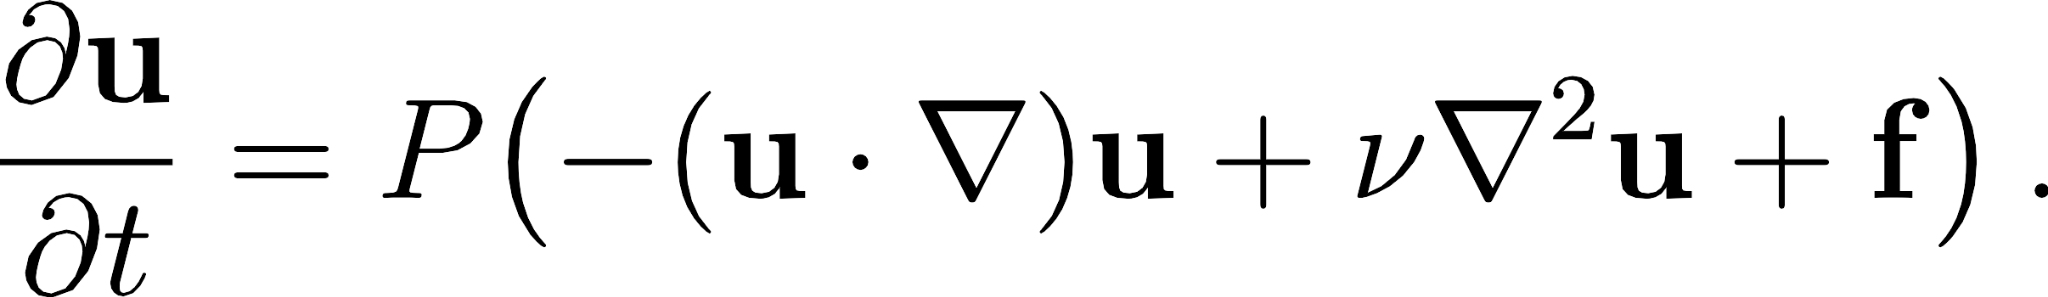 ∂𝐮/∂t = P(−(𝐮 · ∇)𝐮 + ν∇²𝐮 + 𝐟) .